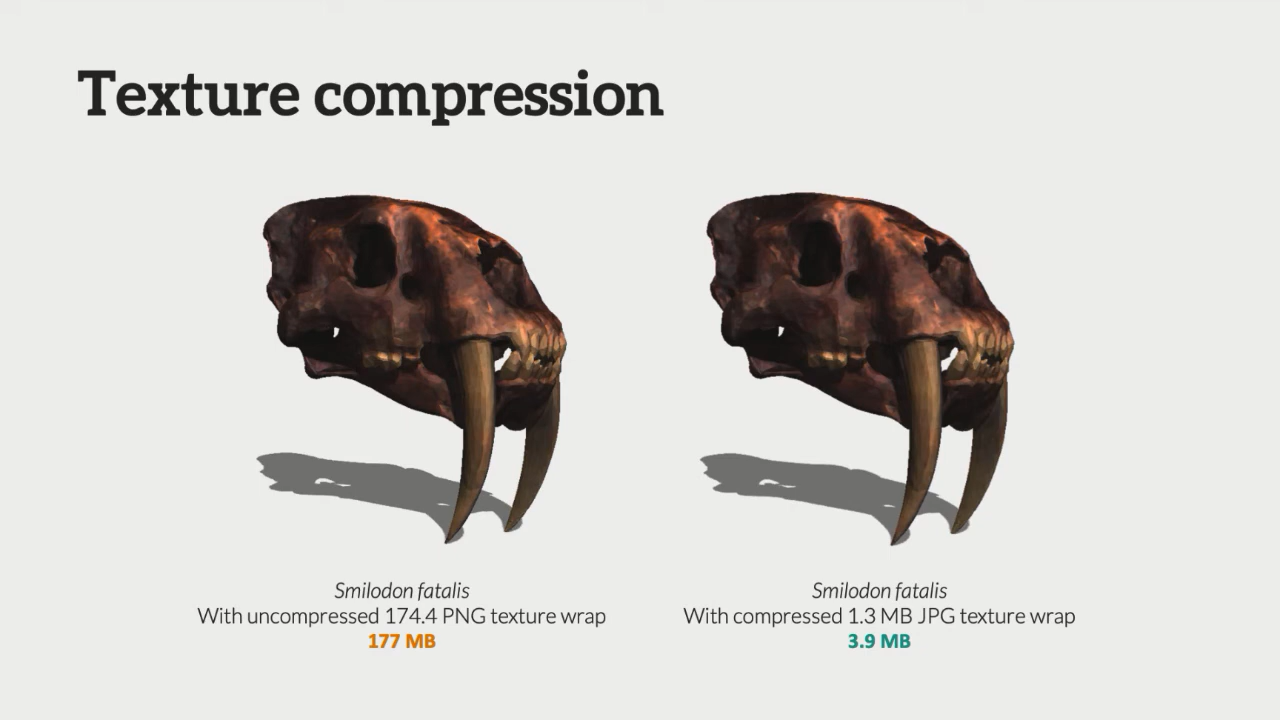 Texture compression
Smilodon fatalis
With uncompressed 174.4 PNG texture wrap
177 MB
Smilodon fatalis
With compressed 1.3 MB JPG texture wrap
3.9 MB